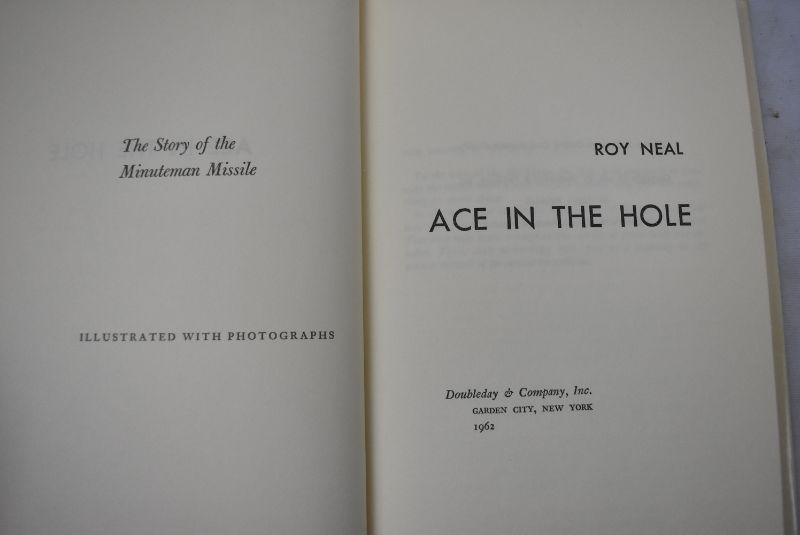 The Story of the
Minuteman Missile
ILLUSTRATED WITH PHOTOGRAPHS
ROY NEAL
ACE IN THE HOLE
Doubleday & Company, Inc.
GARDEN CITY, NEW YORK
1962